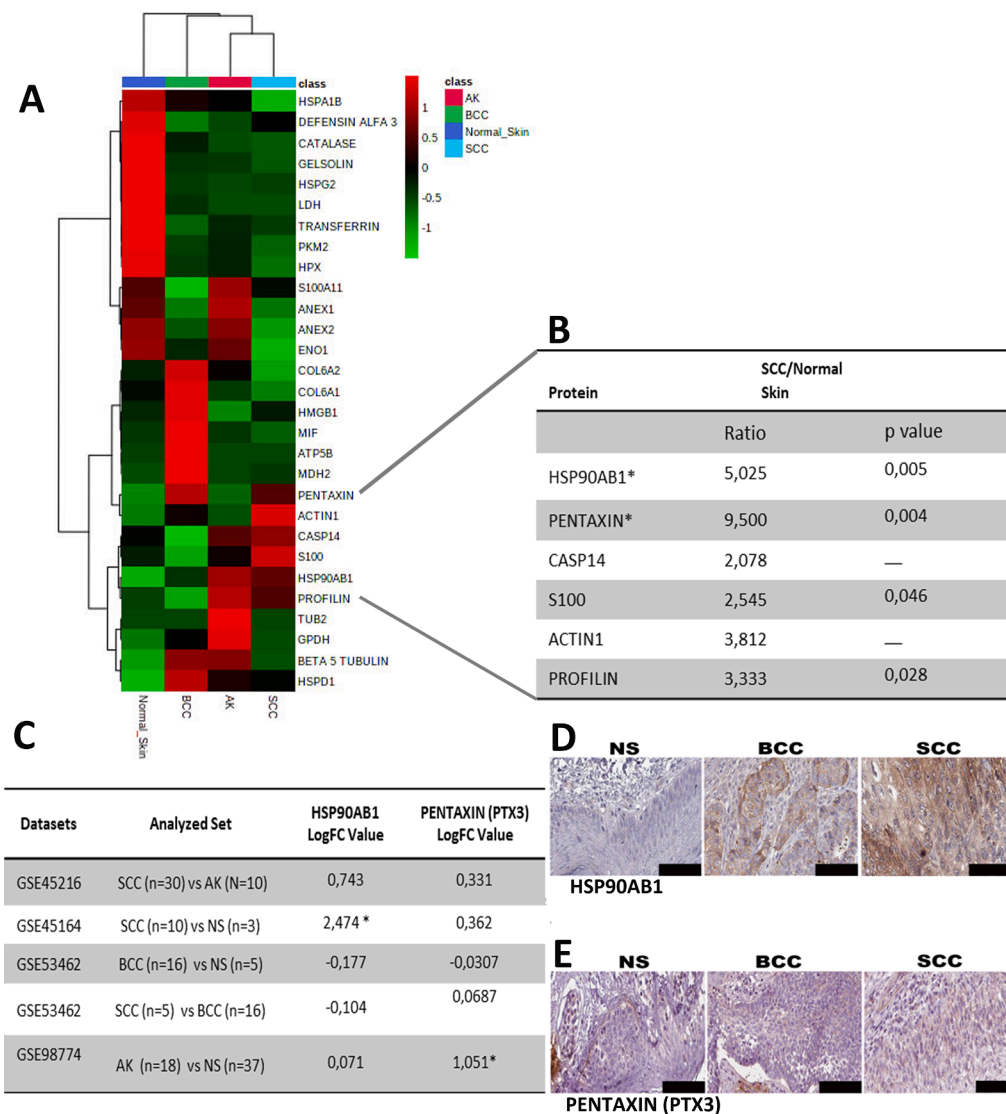 A
class
HSPA1B
DEFENSIN ALFA 3
CATALASE
GELSOLIN
HSPG2
LDH
TRANSFERRIN
PKM2
HPX
S100A11
ANEX1
ANEX2
ENO1
COL6A2
COL6A1
HMGB1
MIF
ATP5B
MDH2
PENTAXIN
ACTIN1
CASP14
S100
HSP90AB1
PROFILIN
TUB2
GPDH
BETA 5 TUBULIN
HSPD1
Normal_Skin
BCC
AK
SCC
1
0.5
0
-0.5
-1
class
AK
BCC
Normal_Skin
SCC
B
Protein SCC/Normal Skin
Ratio p value
HSP90AB1* 5,025 0,005
PENTAXIN* 9,500 0,004
CASP14 2,078 —
S100 2,545 0,046
ACTIN1 3,812 —
PROFILIN 3,333 0,028
C
Datasets Analyzed Set HSP90AB1 LogFC Value PENTAXIN (PTX3) LogFC Value
GSE45216 SCC (n=30) vs AK (N=10) 0,743 0,331
GSE45164 SCC (n=10) vs NS (n=3) 2,474 * 0,362
GSE53462 BCC (n=16) vs NS (n=5) -0,177 -0,0307
GSE53462 SCC (n=5) vs BCC (n=16) -0,104 0,0687
GSE98774 AK (n=18) vs NS (n=37) 0,071 1,051*
D
NS BCC SCC
HSP90AB1
E
NS BCC SCC
PENTAXIN (PTX3)